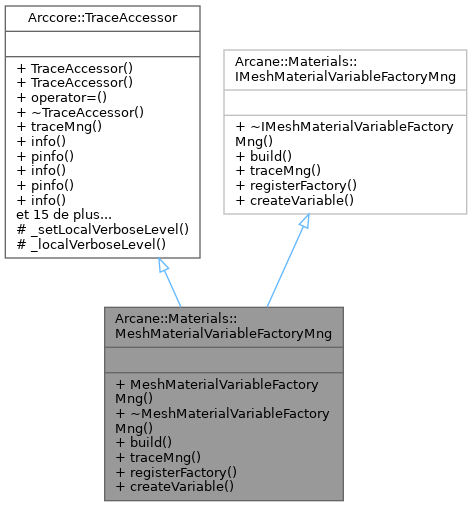 Arccore::TraceAccessor
+ TraceAccessor()
+ TraceAccessor()
+ operator=()
+ ~TraceAccessor()
+ traceMng()
+ info()
+ pinfo()
+ info()
+ pinfo()
+ info()
et 15 de plus...
# _setLocalVerboseLevel()
# _localVerboseLevel()
Arcane::Materials::
IMeshMaterialVariableFactoryMng
+ ~IMeshMaterialVariableFactory
Mng()
+ build()
+ traceMng()
+ registerFactory()
+ createVariable()
Arcane::Materials::
MeshMaterialVariableFactoryMng
+ MeshMaterialVariableFactory
Mng()
+ ~MeshMaterialVariableFactory
Mng()
+ build()
+ traceMng()
+ registerFactory()
+ createVariable()